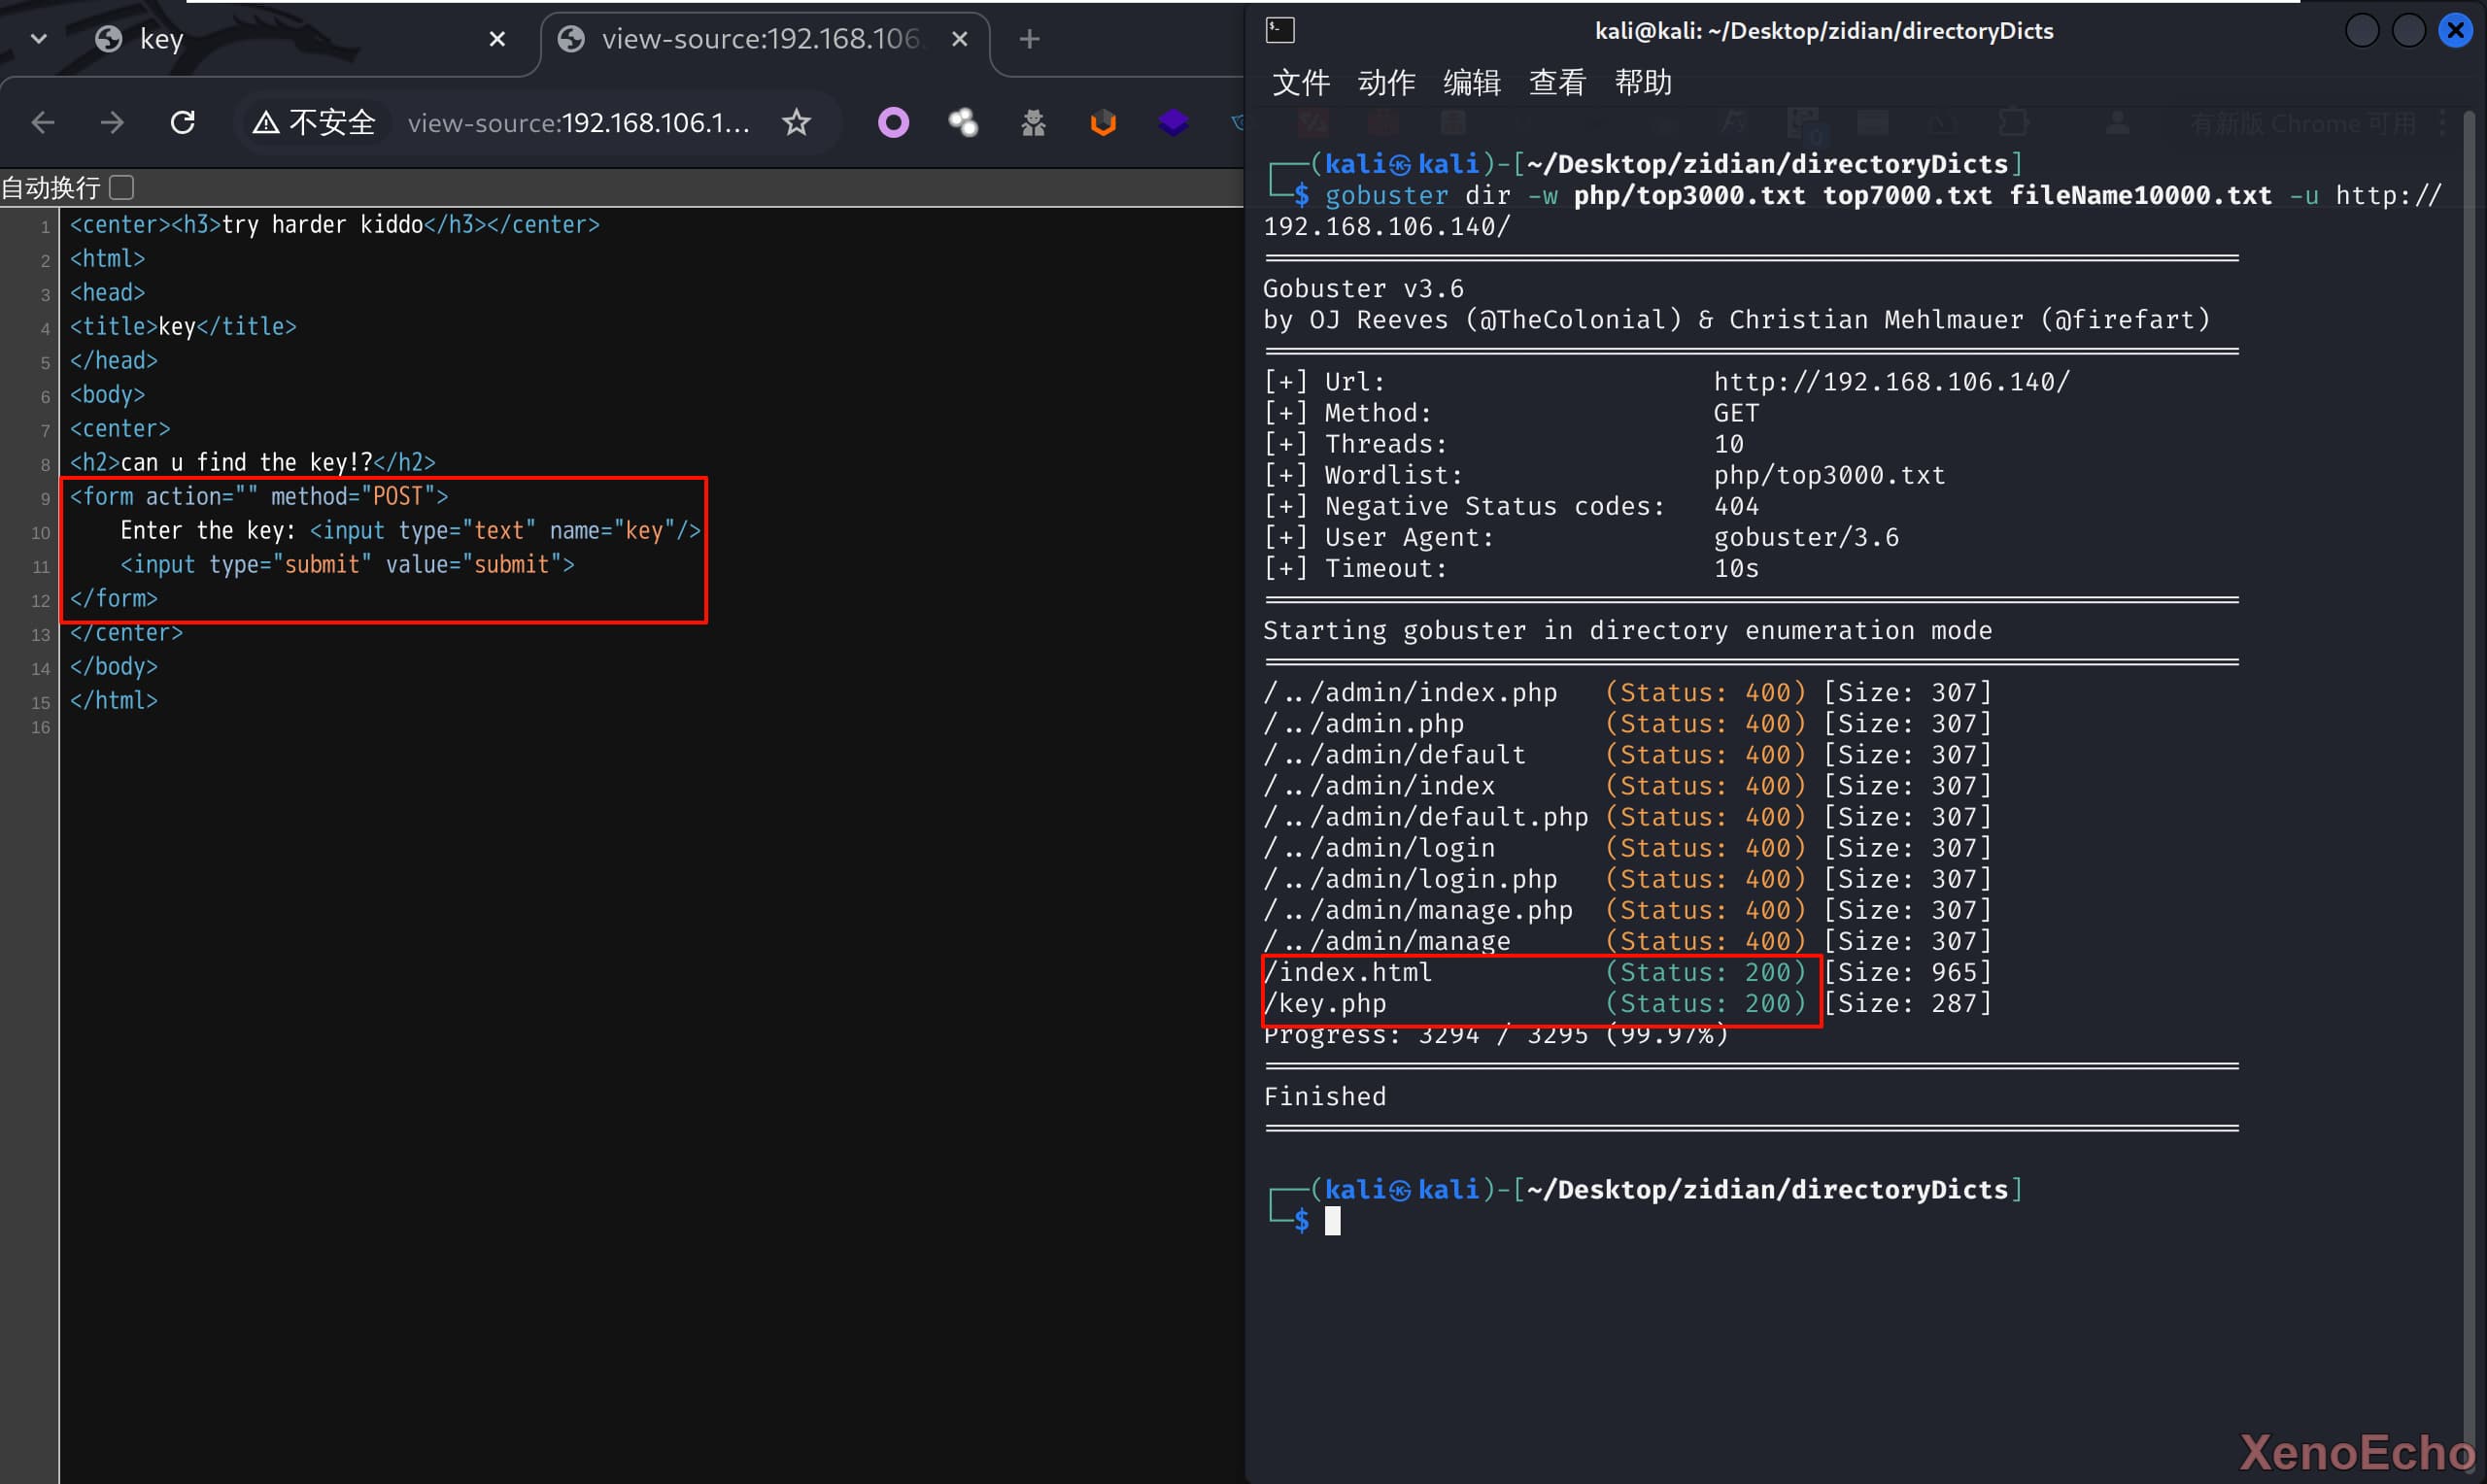 key
view-source:192.168.106.
不安全
view-source:192.168.106.1...
自动换行
1 <center><h3>try harder kiddo</h3></center>
2 <html>
3 <head>
4 <title>key</title>
5 </head>
6 <body>
7 <center>
8 <h2>can u find the key!?</h2>
9 <form action="" method="POST">
10 Enter the key: <input type="text" name="key"/>
11 <input type="submit" value="submit">
12 </form>
13 </center>
14 </body>
15 </html>
16
kali@kali: ~/Desktop/zidian/directoryDicts
文件 动作 编辑 查看 帮助
有新版 Chrome 可用
┌──(kali㉿kali)-[~/Desktop/zidian/directoryDicts]
└─$ gobuster dir -w php/top3000.txt top7000.txt fileName10000.txt -u http://
192.168.106.140/
===============================================================
Gobuster v3.6
by OJ Reeves (@TheColonial) & Christian Mehlmauer (@firefart)
===============================================================
[+] Url: http://192.168.106.140/
[+] Method: GET
[+] Threads: 10
[+] Wordlist: php/top3000.txt
[+] Negative Status codes: 404
[+] User Agent: gobuster/3.6
[+] Timeout: 10s
===============================================================
Starting gobuster in directory enumeration mode
===============================================================
/../admin/index.php (Status: 400) [Size: 307]
/../admin.php (Status: 400) [Size: 307]
/../admin/default (Status: 400) [Size: 307]
/../admin/index (Status: 400) [Size: 307]
/../admin/default.php (Status: 400) [Size: 307]
/../admin/login (Status: 400) [Size: 307]
/../admin/login.php (Status: 400) [Size: 307]
/../admin/manage.php (Status: 400) [Size: 307]
/../admin/manage (Status: 400) [Size: 307]
/index.html (Status: 200) [Size: 965]
/key.php (Status: 200) [Size: 287]
Progress: 3294 / 3295 (99.97%)
===============================================================
Finished
===============================================================
┌──(kali㉿kali)-[~/Desktop/zidian/directoryDicts]
└─$
XenoEcho